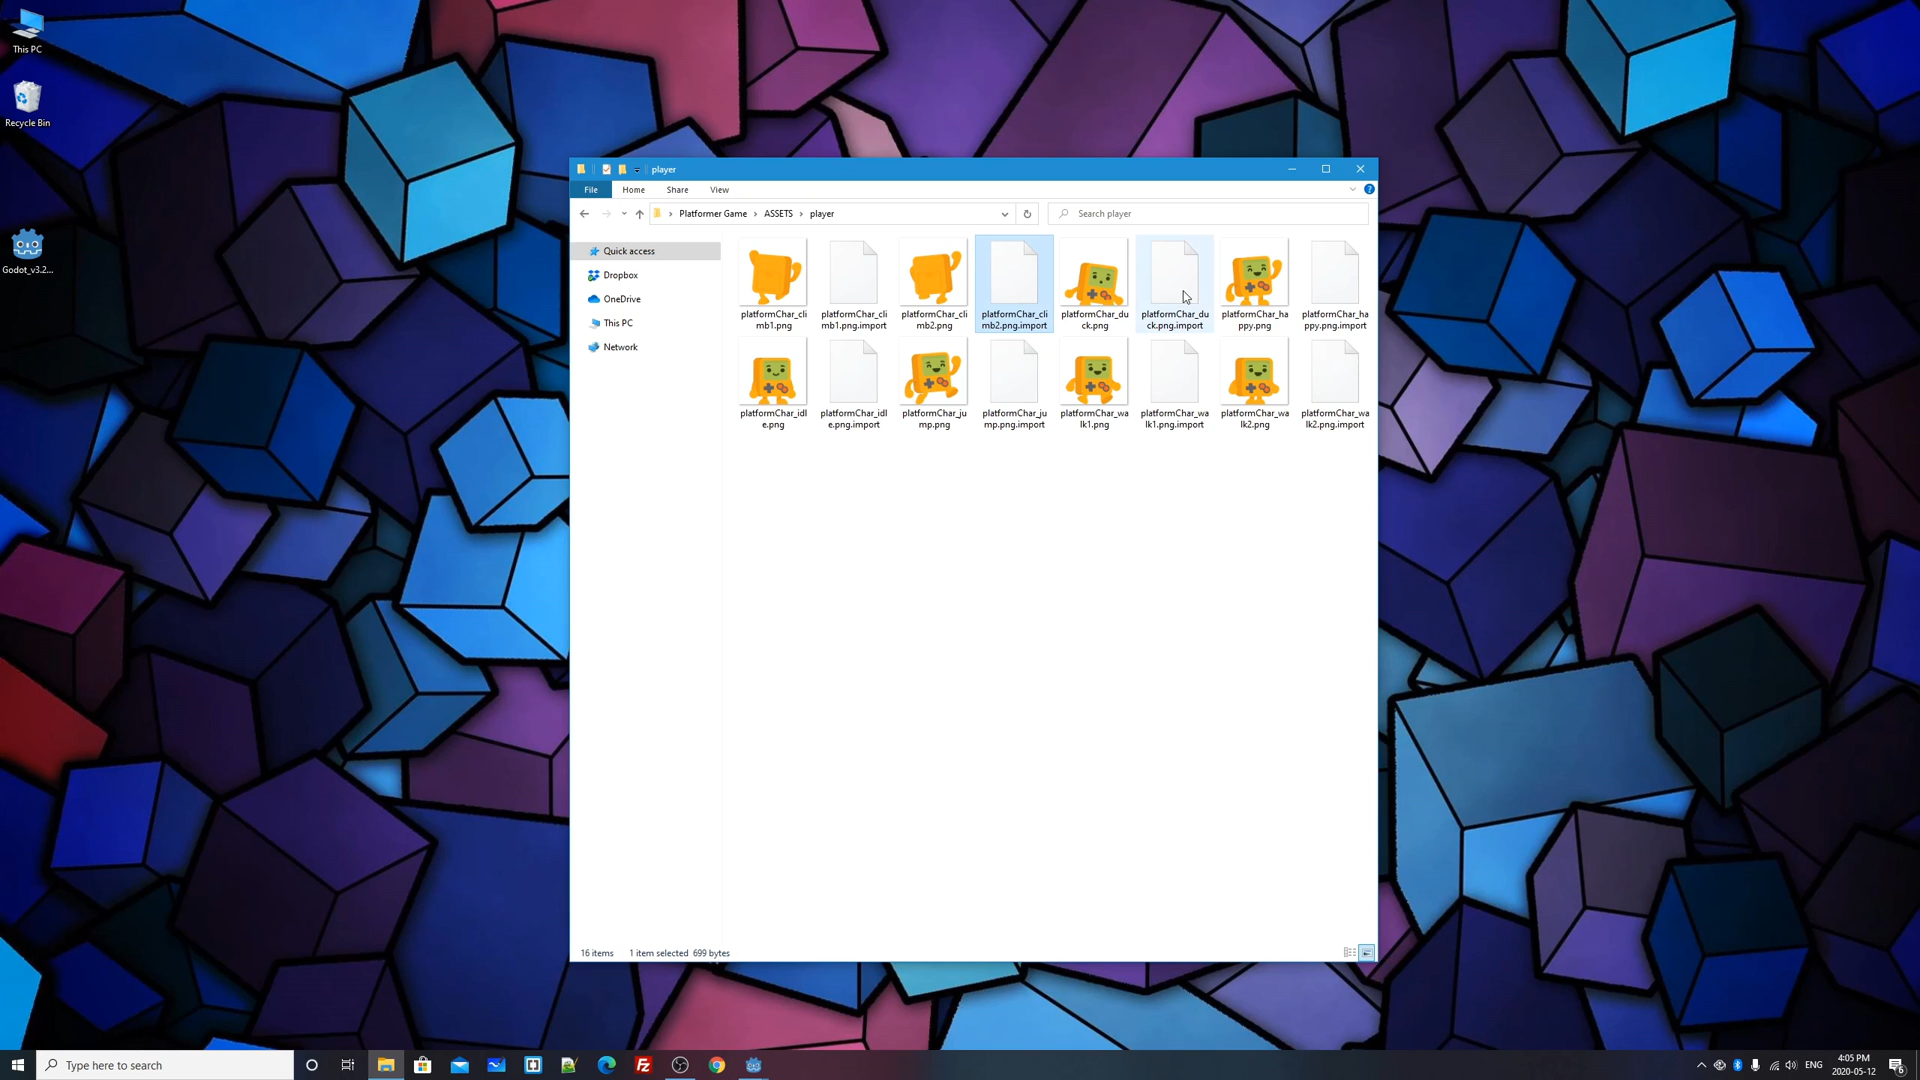 This PC
Recycle Bin
Godot_v3.2...
player
File Home Share View
Platformer Game > ASSETS > player
Search player
Quick access
Dropbox
OneDrive
This PC
Network
platformChar_cli
mb1.png
platformChar_cli
mb1.png.import
platformChar_cli
mb2.png
platformChar_cli
mb2.png.import
platformChar_du
ck.png
platformChar_du
ck.png.import
platformChar_ha
ppy.png
platformChar_ha
ppy.png.import
platformChar_idl
e.png
platformChar_idl
e.png.import
platformChar_ju
mp.png
platformChar_ju
mp.png.import
platformChar_wa
lk1.png
platformChar_wa
lk1.png.import
platformChar_wa
lk2.png
platformChar_wa
lk2.png.import
16 items 1 item selected 699 bytes
Type here to search
ENG
4:05 PM
2020-05-12
6